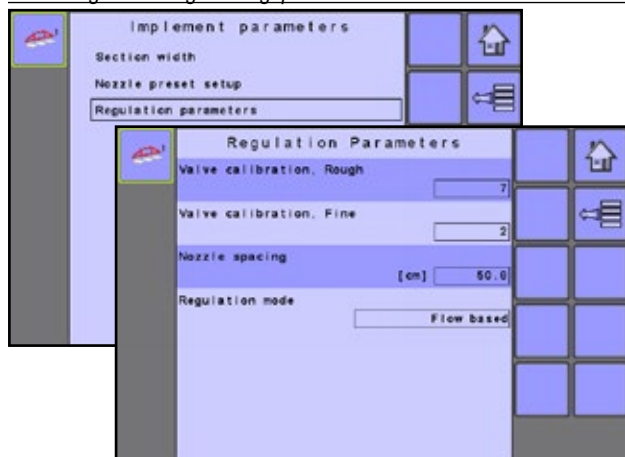 Implement parameters
Section width
Nozzle preset setup
Regulation parameters
Regulation Parameters
Valve calibration, Rough
7
Valve calibration, Fine
2
Nozzle spacing
[cm] 50.0
Regulation mode
Flow based